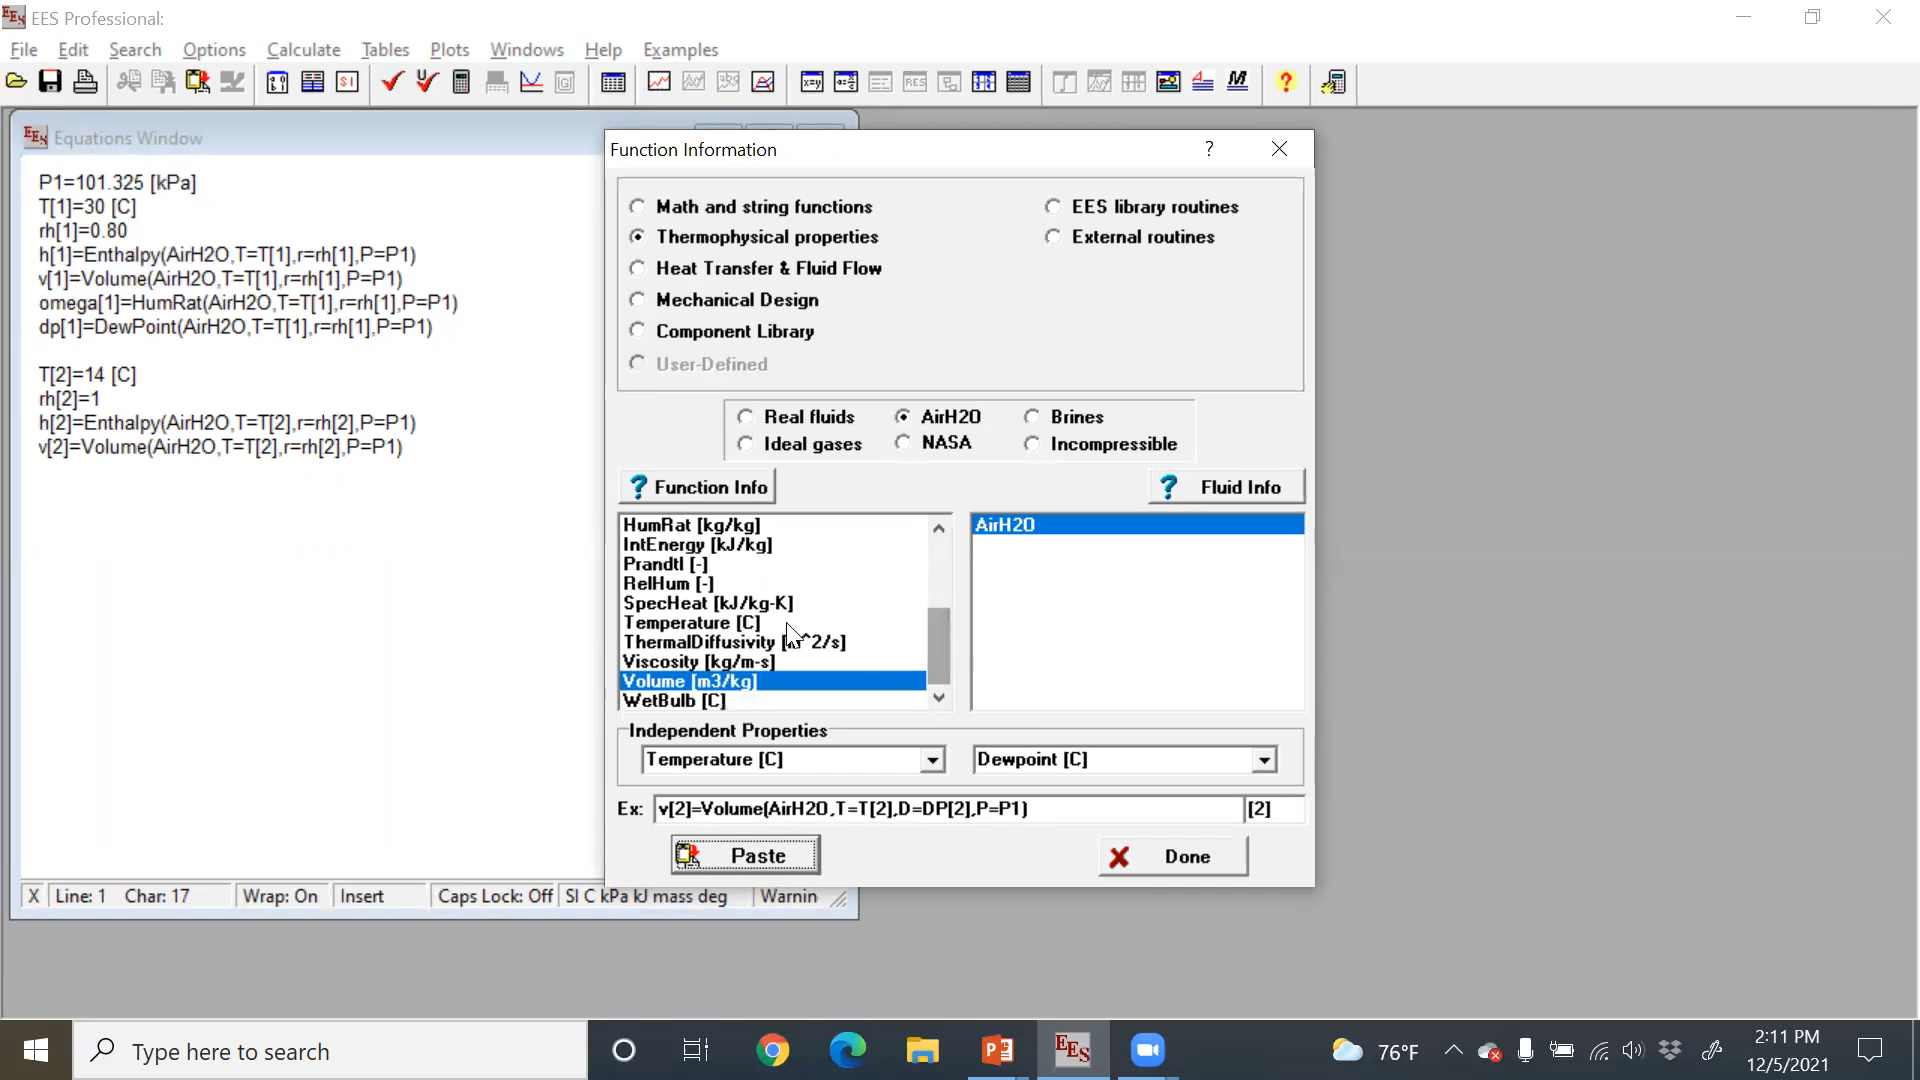 EES Professional:
File Edit Search Options Calculate Tables Plots Windows Help Examples
EES Equations Window
P1=101.325 [kPa]
T[1]=30 [C]
rh[1]=0.80
h[1]=Enthalpy(AirH2O,T=T[1],r=rh[1],P=P1)
v[1]=Volume(AirH2O,T=T[1],r=rh[1],P=P1)
omega[1]=HumRat(AirH2O,T=T[1],r=rh[1],P=P1)
dp[1]=DewPoint(AirH2O,T=T[1],r=rh[1],P=P1)
T[2]=14 [C]
rh[2]=1
h[2]=Enthalpy(AirH2O,T=T[2],r=rh[2],P=P1)
v[2]=Volume(AirH2O,T=T[2],r=rh[2],P=P1)
X Line: 1 Char: 17 Wrap: On Insert Caps Lock: Off SI C kPa kJ mass deg Warnin
Function Information
Math and string functions
Thermophysical properties
Heat Transfer & Fluid Flow
Mechanical Design
Component Library
User-Defined
EES library routines
External routines
Real fluids AirH2O Brines
Ideal gases NASA Incompressible
? Function Info ? Fluid Info
HumRat [kg/kg]
IntEnergy [kJ/kg]
Prandtl [-]
RelHum [-]
SpecHeat [kJ/kg-K]
Temperature [C]
ThermalDiffusivity [m^2/s]
Viscosity [kg/m-s]
Volume [m3/kg]
WetBulb [C]
AirH2O
Independent Properties
Temperature [C] Dewpoint [C]
Ex: v[2]=Volume(AirH2O,T=T[2],D=DP[2],P=P1) [2]
Paste Done
Type here to search
EES
76°F
2:11 PM
12/5/2021